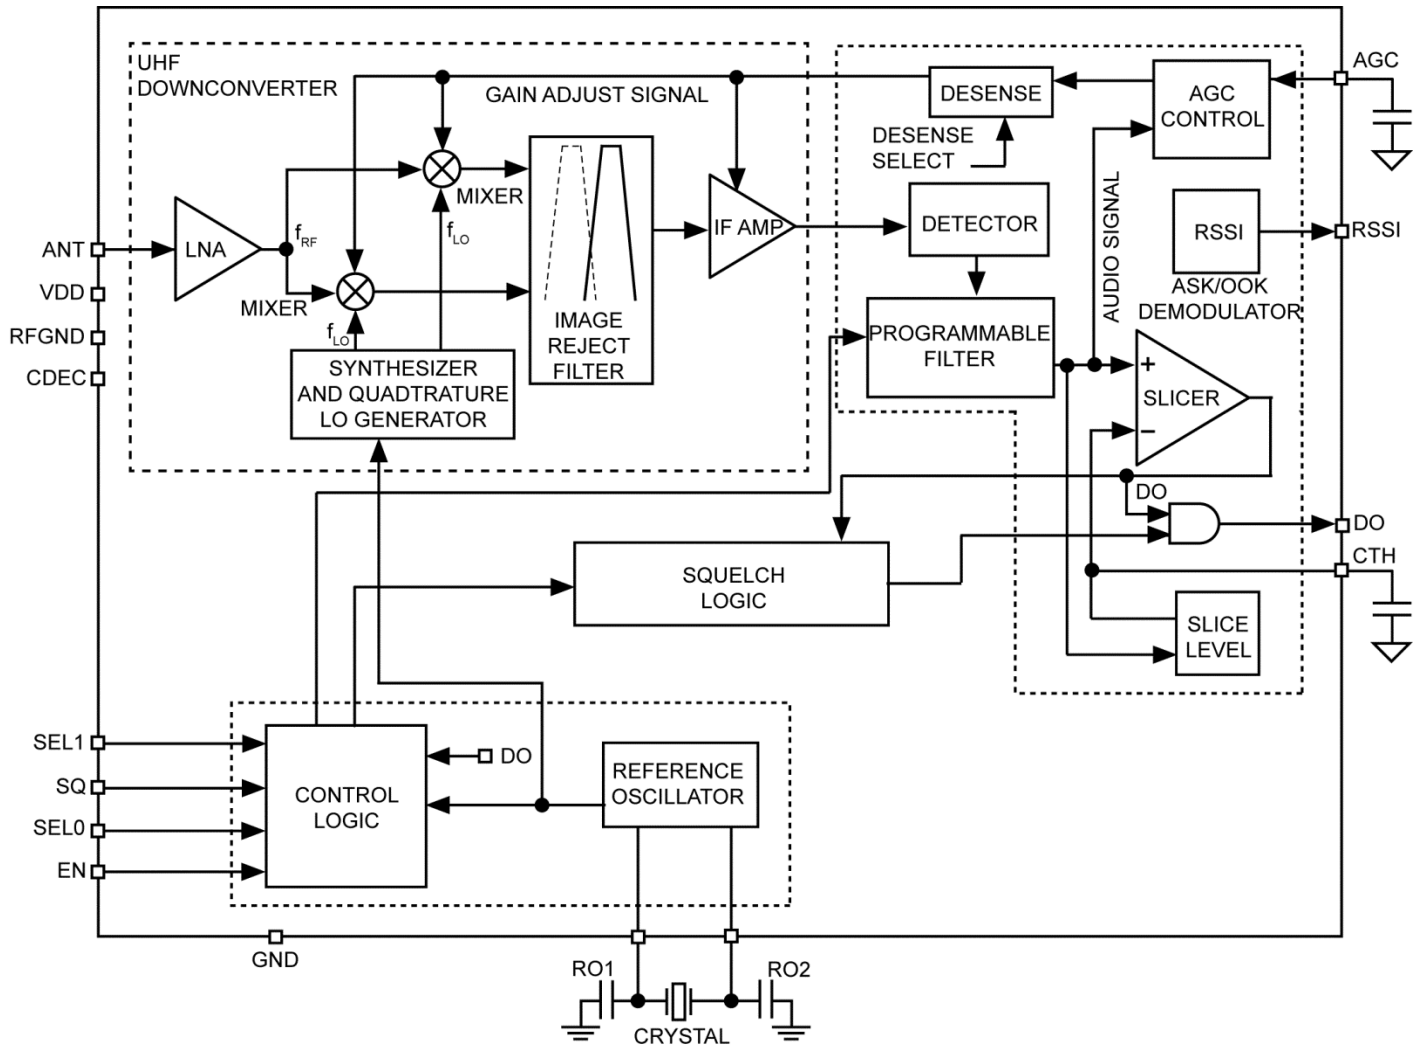 UHF
DOWNCONVERTER
GAIN ADJUST SIGNAL
DESENSE
DESENSE
SELECT
AGC
CONTROL
AGC
LNA
fRF
MIXER
fLO
MIXER
fLO
IMAGE
REJECT
FILTER
IF AMP
SYNTHESIZER
AND QUADTRATURE
LO GENERATOR
DETECTOR
PROGRAMMABLE
FILTER
AUDIO SIGNAL
RSSI
RSSI
ASK/OOK
DEMODULATOR
+
SLICER
−
ANT
VDD
RFGND
CDEC
DO
DO
CTH
SQUELCH
LOGIC
SLICE
LEVEL
SEL1
SQ
SEL0
EN
CONTROL
LOGIC
DO
REFERENCE
OSCILLATOR
GND
RO1
RO2
CRYSTAL